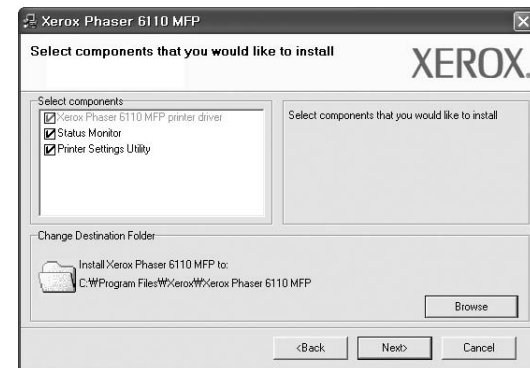 Xerox Phaser 6110 MFP
Select components that you would like to install
XEROX.
Select components
Xerox Phaser 6110 MFP printer driver
Status Monitor
Printer Settings Utility
Select components that you would like to install
Change Destination Folder
Install Xerox Phaser 6110 MFP to:
C:₩Program Files₩Xerox₩Xerox Phaser 6110 MFP
Browse
<Back
Next>
Cancel